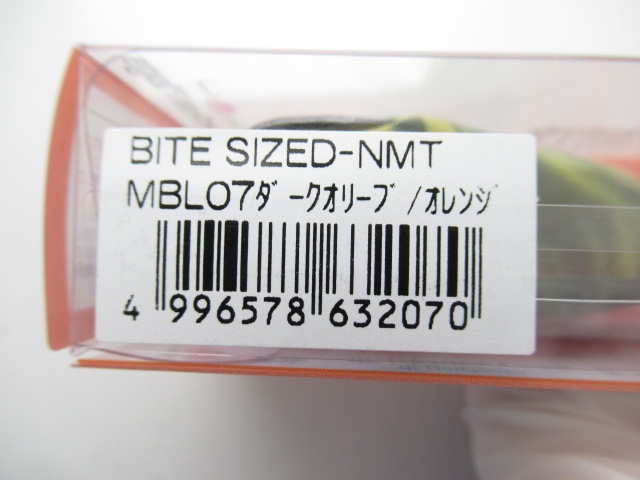 BITE SIZED-NMT
MBL07ﾀﾞｰｸｵﾘｰﾌﾞ/ｵﾚﾝｼﾞ
4 996578 632070